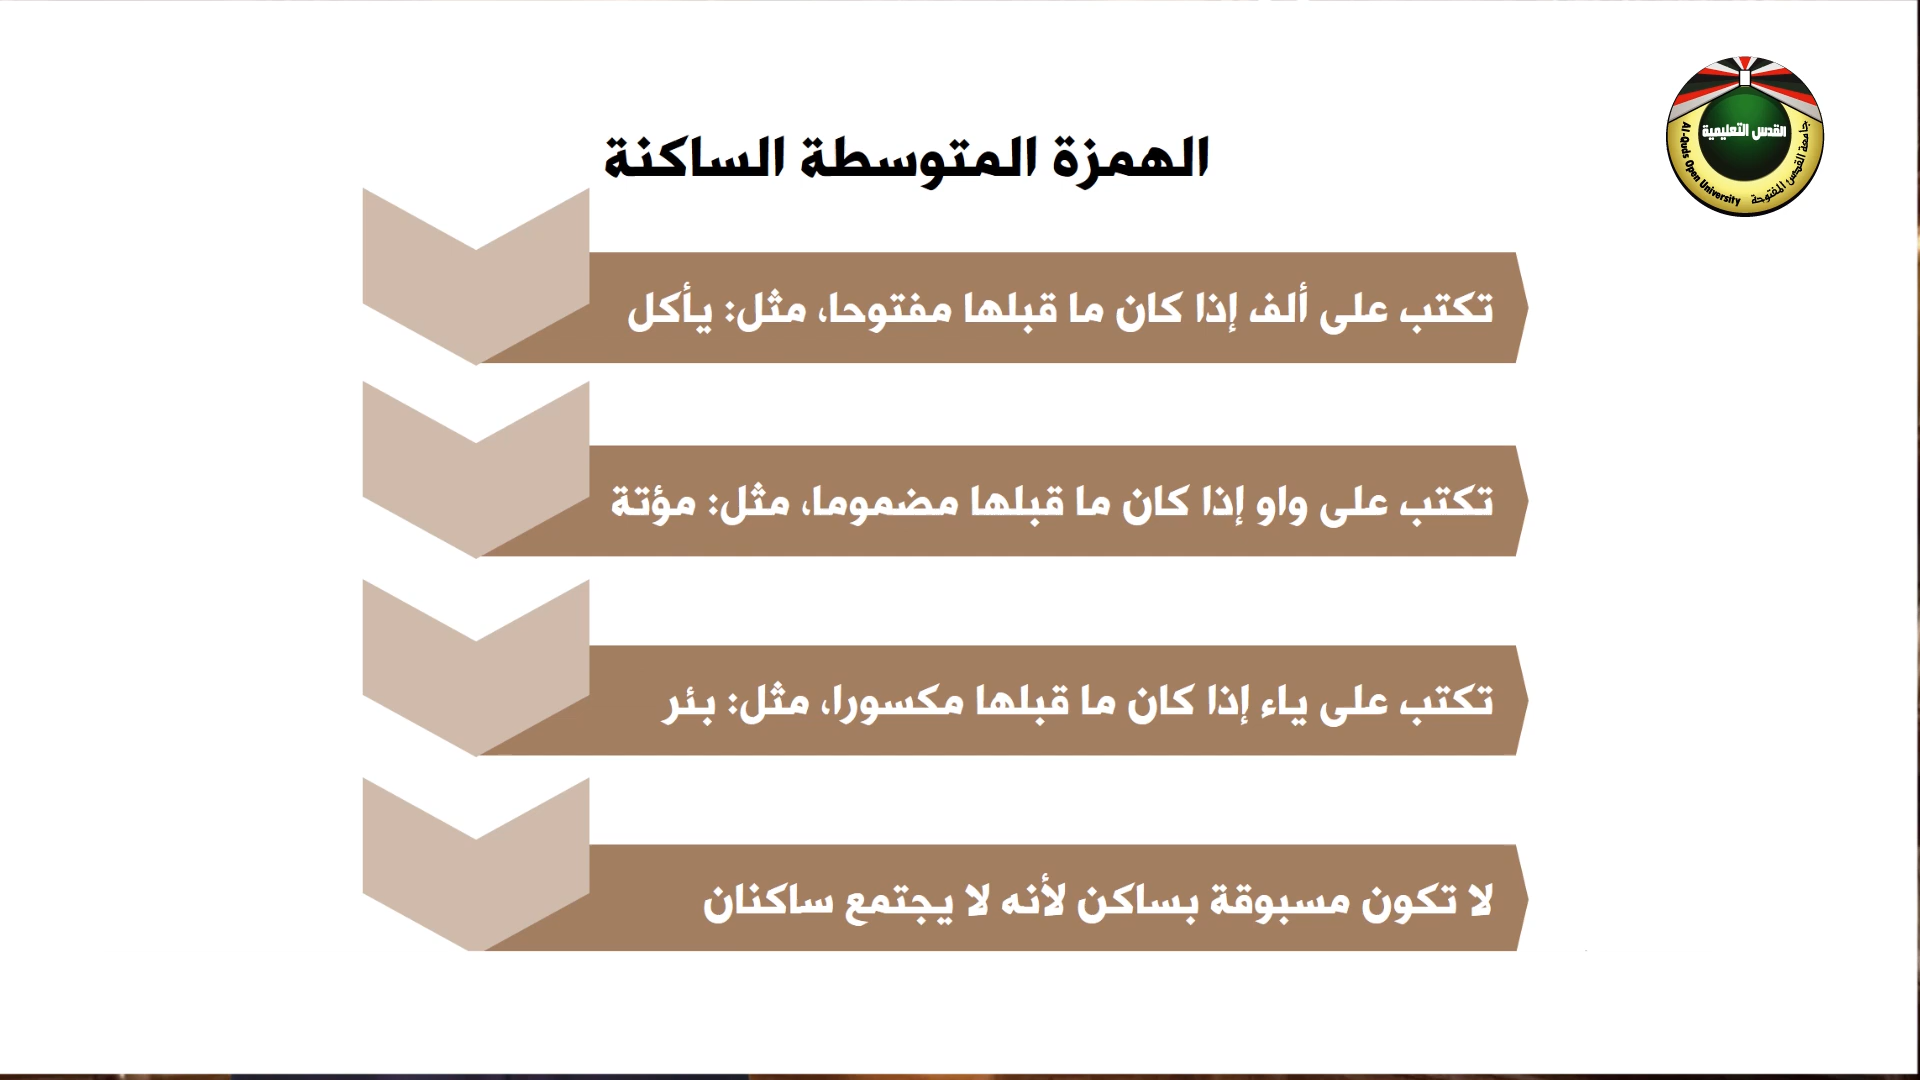 القدس التعليمية
جامعة القدس المفتوحة
Al-Quds Open University
الهمزة المتوسطة الساكنة
تكتب على ألف إذا كان ما قبلها مفتوحا، مثل: يأكل
تكتب على واو إذا كان ما قبلها مضموما، مثل: مؤتة
تكتب على ياء إذا كان ما قبلها مكسورا، مثل: بئر
لا تكون مسبوقة بساكن لأنه لا يجتمع ساكنان